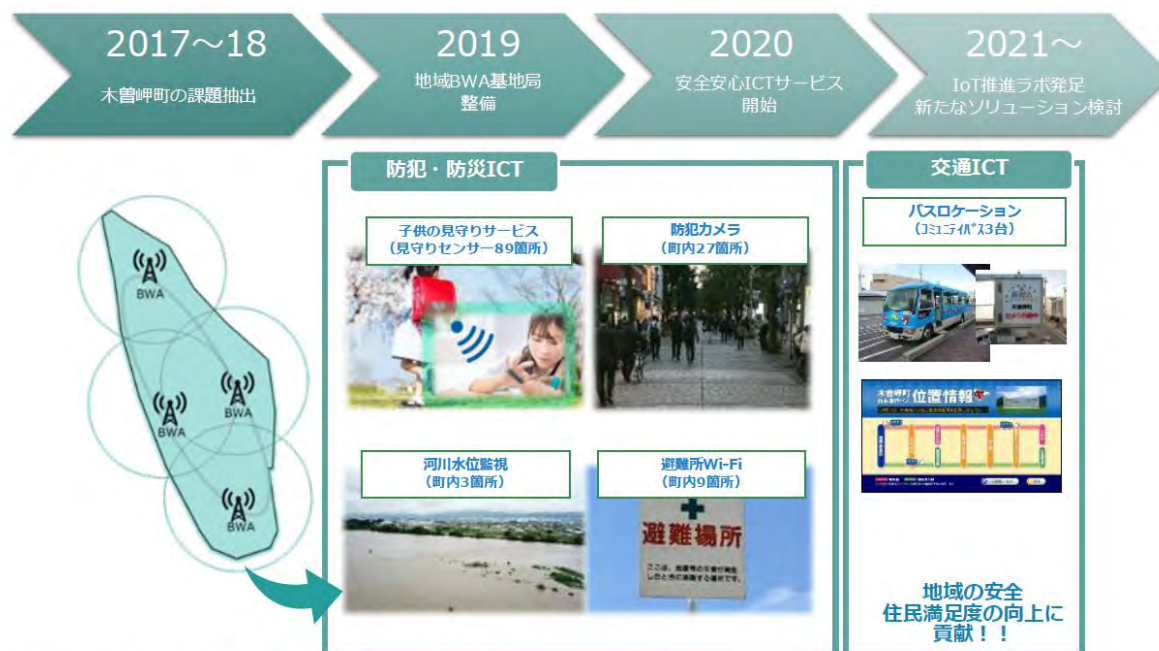 2017～18
木曽岬町の課題抽出
2019
地域BWA基地局
整備
2020
安全安心ICTサービス
開始
2021～
IoT推進ラボ発足
新たなソリューション検討
BWA
BWA
BWA
BWA
防犯・防災ICT
子供の見守りサービス
（見守りセンサー89箇所）
防犯カメラ
（町内27箇所）
河川水位監視
（町内3箇所）
避難所Wi-Fi
（町内9箇所）
避難場所
交通ICT
バスロケーション
（ｺﾐｭﾆﾃｨﾊﾞｽ3台）
木曽岬町
位置情報
地域の安全
住民満足度の向上に
貢献！！